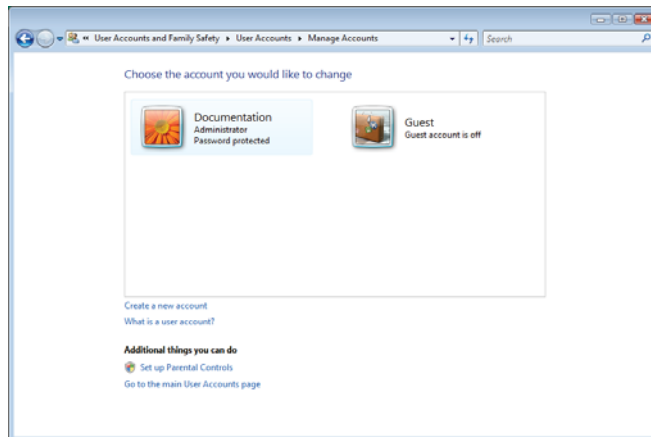 User Accounts and Family Safety ▸ User Accounts ▸ Manage Accounts
Search
Choose the account you would like to change
Documentation
Administrator
Password protected
Guest
Guest account is off
Create a new account
What is a user account?
Additional things you can do
Set up Parental Controls
Go to the main User Accounts page